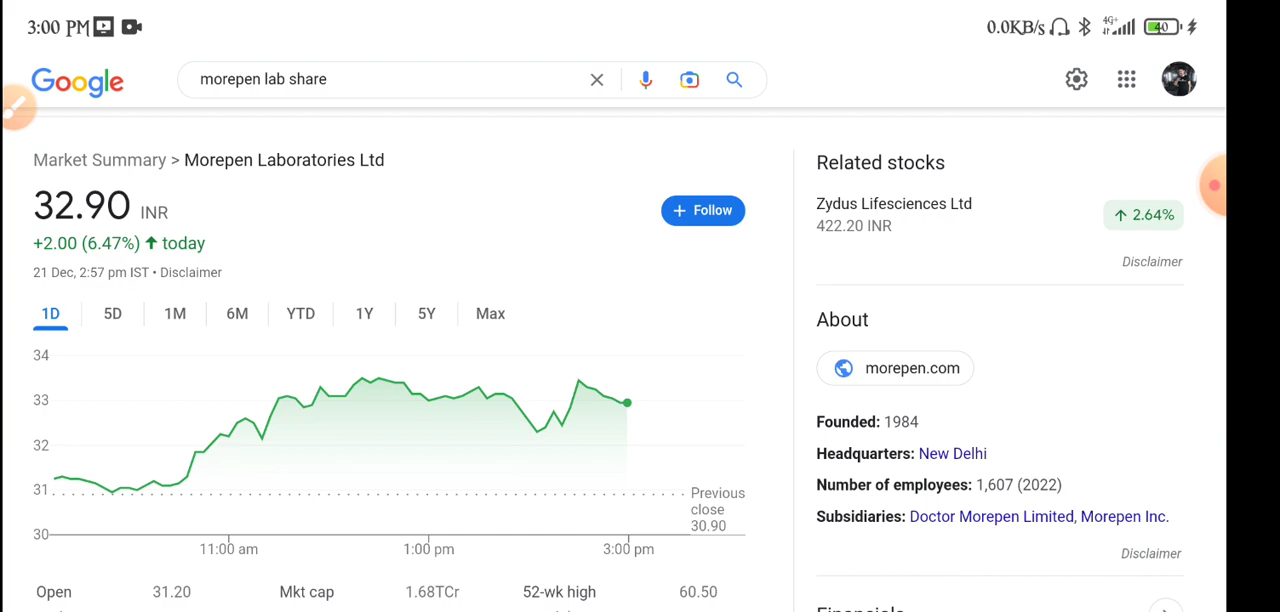 3:00 PM
0.0KB/s 4G+ 40
Google
morepen lab share
Market Summary > Morepen Laboratories Ltd
32.90 INR
+ Follow
+2.00 (6.47%) ↑ today
21 Dec, 2:57 pm IST • Disclaimer
1D 5D 1M 6M YTD 1Y 5Y Max
34
33
32
31
30
Previous
close
30.90
11:00 am 1:00 pm 3:00 pm
Open 31.20 Mkt cap 1.68TCr 52-wk high 60.50
Related stocks
Zydus Lifesciences Ltd
422.20 INR
↑ 2.64%
Disclaimer
About
morepen.com
Founded: 1984
Headquarters: New Delhi
Number of employees: 1,607 (2022)
Subsidiaries: Doctor Morepen Limited, Morepen Inc.
Disclaimer